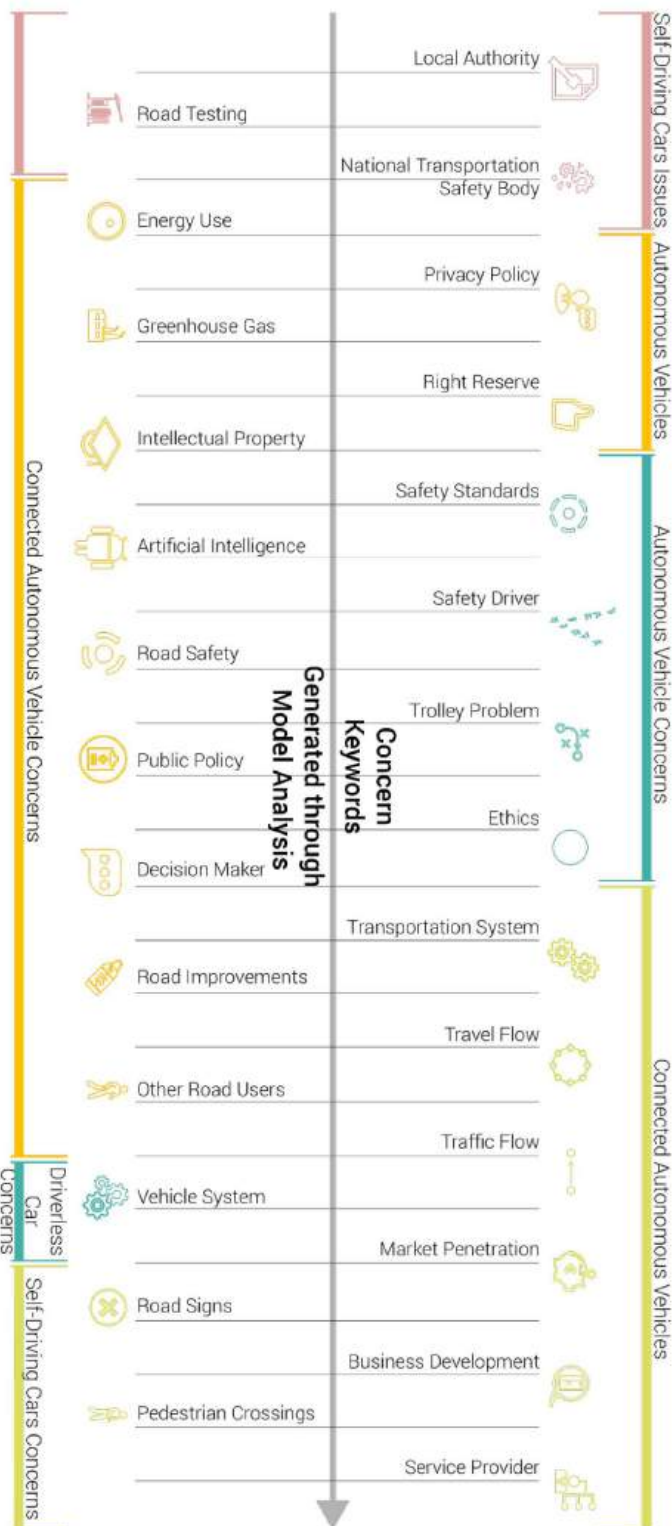 Self-Driving Cars Issues
Local Authority
Road Testing
National Transportation
Safety Body
Energy Use
Autonomous Vehicles
Privacy Policy
Greenhouse Gas
Right Reserve
Intellectual Property
Autonomous Vehicle Concerns
Safety Standards
Artificial Intelligence
Safety Driver
Road Safety
Trolley Problem
Public Policy
Ethics
Decision Maker
Concern
Keywords
Generated through
Model Analysis
Connected Autonomous Vehicle Concerns
Transportation System
Road Improvements
Travel Flow
Other Road Users
Traffic Flow
Connected Autonomous Vehicles
Driverless
Car
Concerns
Vehicle System
Market Penetration
Road Signs
Self-Driving Cars Concerns
Business Development
Pedestrian Crossings
Service Provider